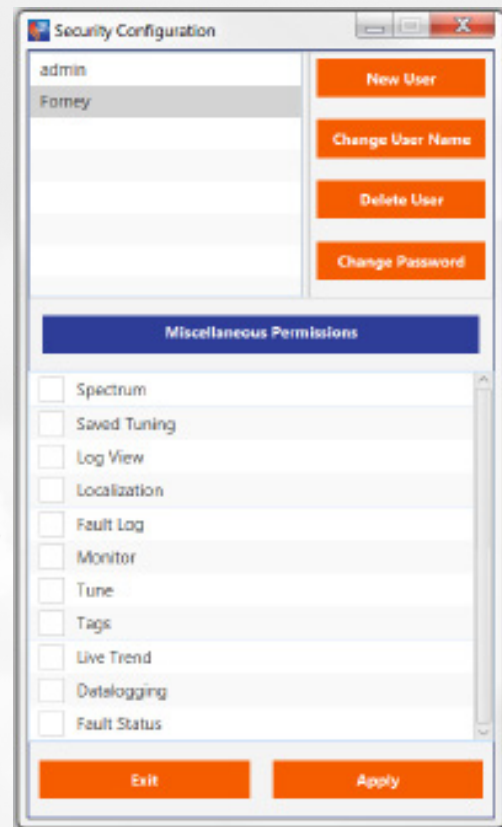 Security Configuration
admin
Forney
New User
Change User Name
Delete User
Change Password
Miscellaneous Permissions
Spectrum
Saved Tuning
Log View
Localization
Fault Log
Monitor
Tune
Tags
Live Trend
Datalogging
Fault Status
Exit
Apply